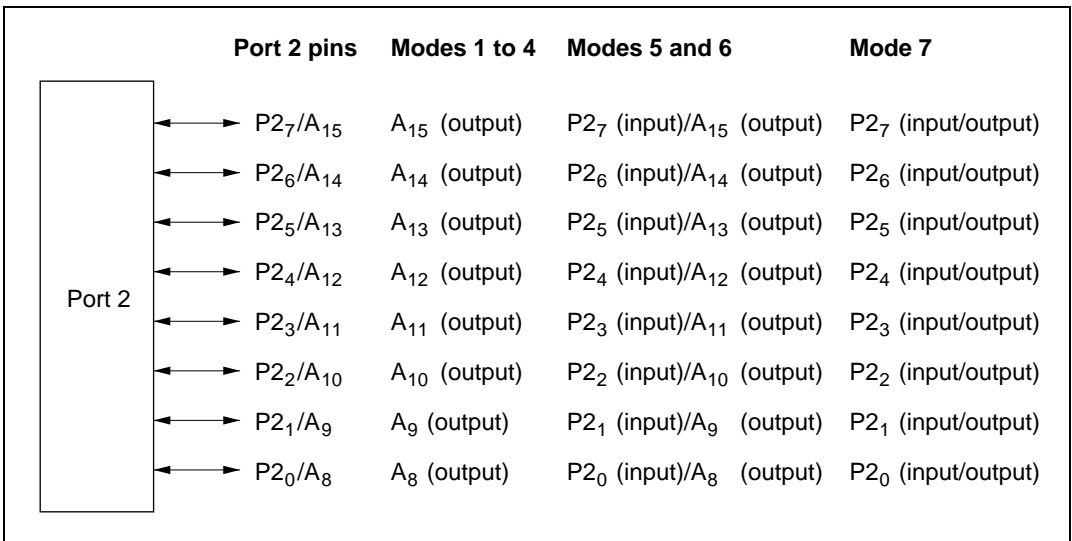 Port 2 pins Modes 1 to 4 Modes 5 and 6 Mode 7
P2₇/A₁₅ A₁₅ (output) P2₇ (input)/A₁₅ (output) P2₇ (input/output)
P2₆/A₁₄ A₁₄ (output) P2₆ (input)/A₁₄ (output) P2₆ (input/output)
P2₅/A₁₃ A₁₃ (output) P2₅ (input)/A₁₃ (output) P2₅ (input/output)
P2₄/A₁₂ A₁₂ (output) P2₄ (input)/A₁₂ (output) P2₄ (input/output)
Port 2
P2₃/A₁₁ A₁₁ (output) P2₃ (input)/A₁₁ (output) P2₃ (input/output)
P2₂/A₁₀ A₁₀ (output) P2₂ (input)/A₁₀ (output) P2₂ (input/output)
P2₁/A₉ A₉ (output) P2₁ (input)/A₉ (output) P2₁ (input/output)
P2₀/A₈ A₈ (output) P2₀ (input)/A₈ (output) P2₀ (input/output)